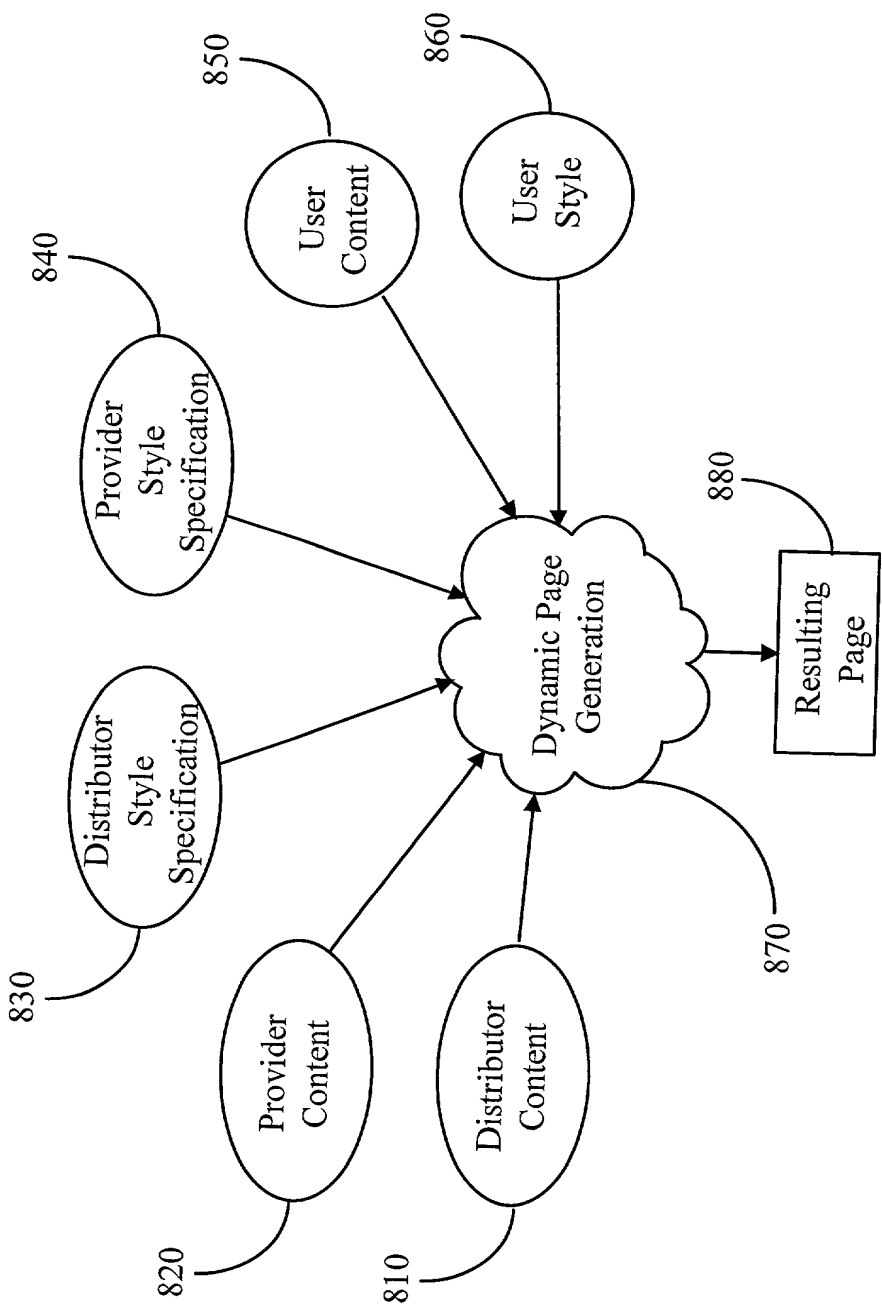 830
Distributor
Style
Specification
840
Provider
Style
Specification
820
Provider
Content
850
User
Content
810
Distributor
Content
860
User
Style
Dynamic Page
Generation
870
Resulting
Page
880